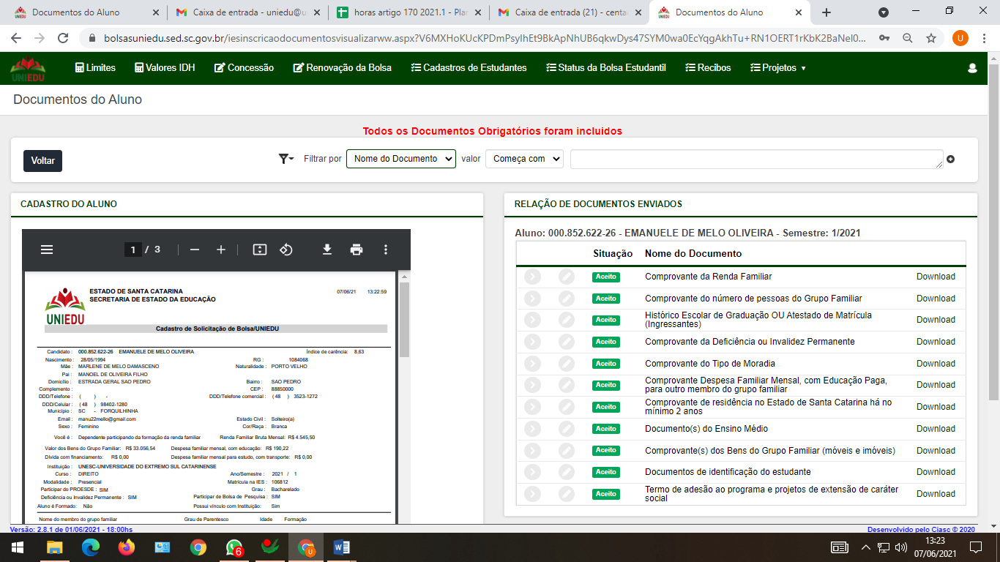 Documentos do Aluno
Caixa de entrada - uniedu@u
horas artigo 170 2021.1 - Plan
Caixa de entrada (21) - centa
Documentos do Aluno
bolsasuniedu.sed.sc.gov.br/iesinscricaodocumentosvisualizarww.aspx?V6MXHoKUcKPDmPsyIhEt9BkApNhUB6qkwDys47SYM0wa0EcYqgAkhTu+RN1OERT1rKbK2BaNeI0...
U
UNIEDU
Limites
Valores IDH
Concessão
Renovação da Bolsa
Cadastros de Estudantes
Status da Bolsa Estudantil
Recibos
Projetos
Documentos do Aluno
Todos os Documentos Obrigatórios foram incluidos
Voltar
Filtrar por Nome do Documento valor Começa com
CADASTRO DO ALUNO
1 / 3
ESTADO DE SANTA CATARINA 07/06/21 13:22:59
SECRETARIA DE ESTADO DA EDUCAÇÃO
UNIEDU
Cadastro de Solicitação de Bolsa/UNIEDU
Candidato : 000.852.622-26 EMANUELE DE MELO OLIVEIRA Índice de carência: 8,63
Nascimento : 28/05/1994 RG : 1084068
Mãe : MARLENE DE MELO DAMASCENO Naturalidade : PORTO VELHO
Pai : MANOEL DE OLIVEIRA FILHO
Domicílio : ESTRADA GERAL SAO PEDRO Bairro : SAO PEDRO
Complemento : CEP : 88850000
DDD/Telefone : ( ) - DDD/Telefone comercial : ( 48 ) 3523-1272
DDD/Celular : ( 48 ) 98402-1280
Município : SC - FORQUILHINHA
Email : manu22mello@gmail.com Estado Civil : Solteiro(a)
Sexo : Feminino Cor/Raça : Branca
Você é : Dependente participando da formação da renda familiar Renda Familiar Bruta Mensal: R$ 4.545,50
Valor dos Bens do Grupo Familiar: R$ 33.056,54 Despesa familiar mensal, com educação: R$ 190,22
Dívida com financiamento: R$ 0,00 Despesa familiar mensal para estudo, com transporte: R$ 0,00
Instituição : UNESC-UNIVERSIDADE DO EXTREMO SUL CATARINENSE
Curso : DIREITO Ano/Semestre : 2021 / 1
Modalidade : Presencial Matrícula na IES : 106812
Participar do PROESDE : SIM Grau : Bacharelado
Deficiência ou Invalidez Permanente : SIM Participar de Bolsa de Pesquisa : SIM
Aluno é Formado: Não Possui vínculo com Instituição: Sim
Nome do membro do grupo familiar Grau de Parentesco Idade Formação
RELAÇÃO DE DOCUMENTOS ENVIADOS
Aluno: 000.852.622-26 - EMANUELE DE MELO OLIVEIRA - Semestre: 1/2021
Situação Nome do Documento
Aceito Comprovante da Renda Familiar Download
Aceito Comprovante do número de pessoas do Grupo Familiar Download
Aceito Histórico Escolar de Graduação OU Atestado de Matrícula Download
(Ingressantes)
Aceito Comprovante da Deficiência ou Invalidez Permanente Download
Aceito Comprovante do Tipo de Moradia Download
Aceito Comprovante Despesa Familiar Mensal, com Educação Paga, Download
para outro membro do grupo familiar
Aceito Comprovante de residência no Estado de Santa Catarina há no Download
mínimo 2 anos
Aceito Documento(s) do Ensino Médio Download
Aceito Comprovante(s) dos Bens do Grupo Familiar (móveis e imóveis) Download
Aceito Documentos de identificação do estudante Download
Aceito Termo de adesão ao programa e projetos de extensão de caráter Download
social
Versão: 2.8.1 de 01/06/2021 - 18:00hs
Desenvolvido pelo Ciasc © 2020
6
U
W
13:23
07/06/2021